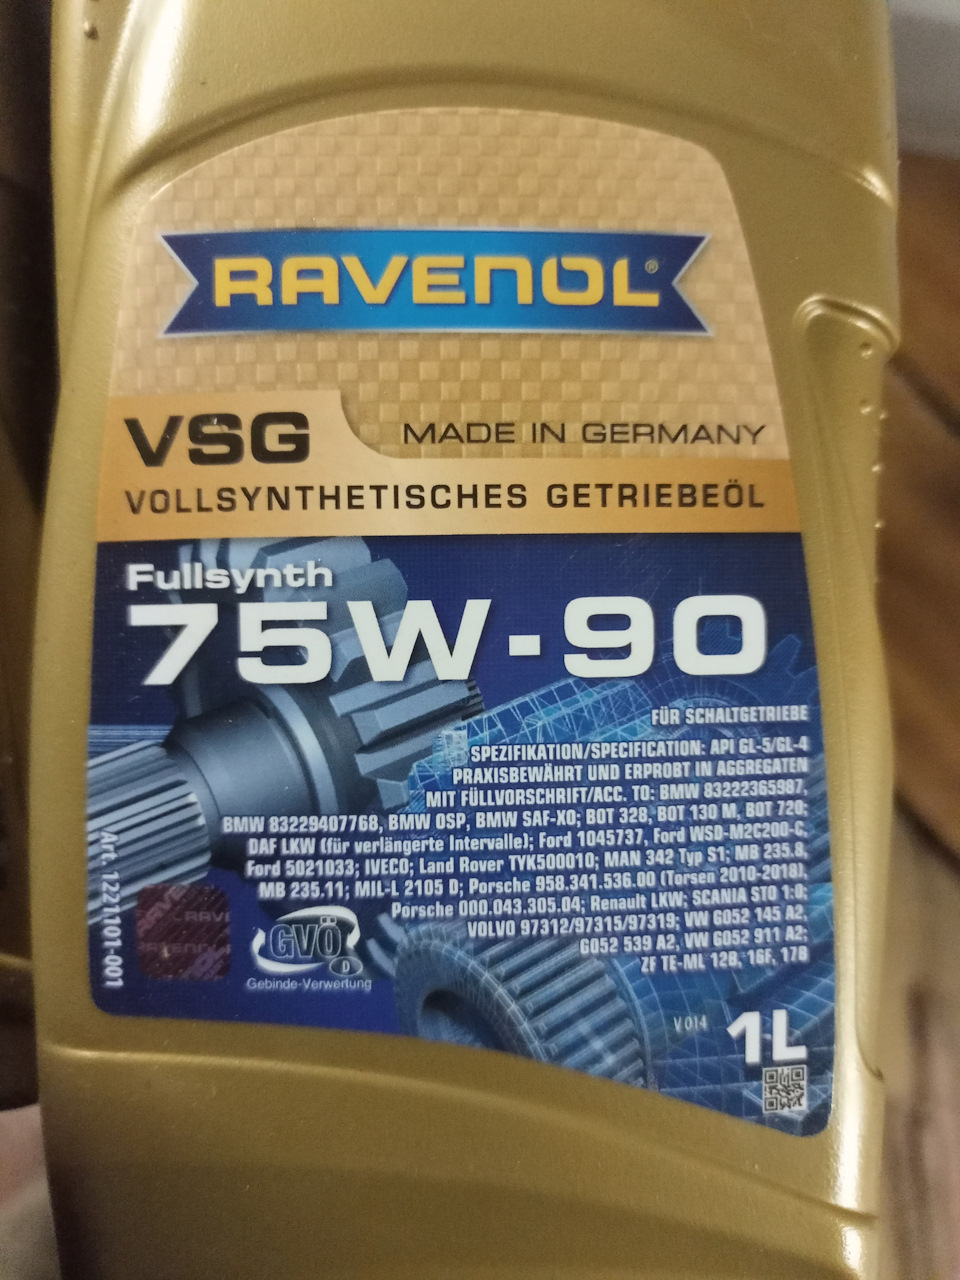 RAVENOL®
VSG
MADE IN GERMANY
VOLLSYNTHETISCHES GETRIEBEÖL
Fullsynth
75W-90
FÜR SCHALTGETRIEBE
SPEZIFIKATION/SPECIFICATION: API GL-5/GL-4
PRAXISBEWÄHRT UND ERPROBT IN AGGREGATEN
MIT FÜLLVORSCHRIFT/ACC. TO: BMW 83222365987,
BMW 83229407768, BMW OSP, BMW SAF-XO; BOT 328, BOT 130 M, BOT 720;
DAF LKW (für verlängerte Intervalle); Ford 1045737, Ford WSD-M2C200-C,
Ford 5021033; IVECO; Land Rover TYK500010; MAN 342 Typ S1; MB 235.8,
MB 235.11; MIL-L 2105 D; Porsche 958.341.536.00 (Torsen 2010-2018),
Porsche 000.043.305.04; Renault LKW; SCANIA STO 1:0;
VOLVO 97312/97315/97319; VW G052 145 A2,
G052 539 A2, VW G052 911 A2;
ZF TE-ML 12B, 16F, 17B
Art. 1221101-001
GVÖ
D
Gebinde-Verwertung
V 014
1L